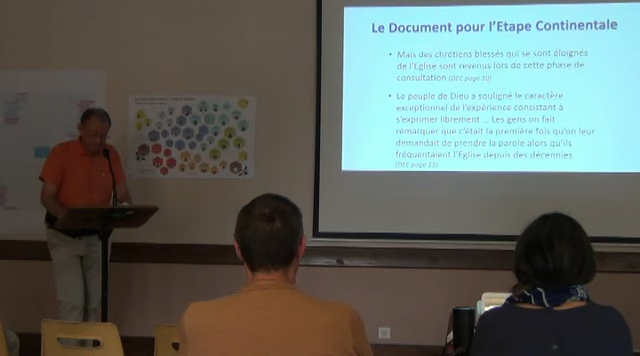 Le Document pour l'Etape Continentale
• Mais des chrétiens blessés qui se sont éloignés
de l'Eglise sont revenus lors de cette phase de
consultation (DEC page 10)
• Le peuple de Dieu a souligné le caractère
exceptionnel de l'expérience consistant à
s'exprimer librement ... Les gens on fait
remarquer que c'était la première fois qu'on leur
demandait de prendre la parole alors qu'ils
fréquentaient l'Eglise depuis des décennies
(DEC page 13)